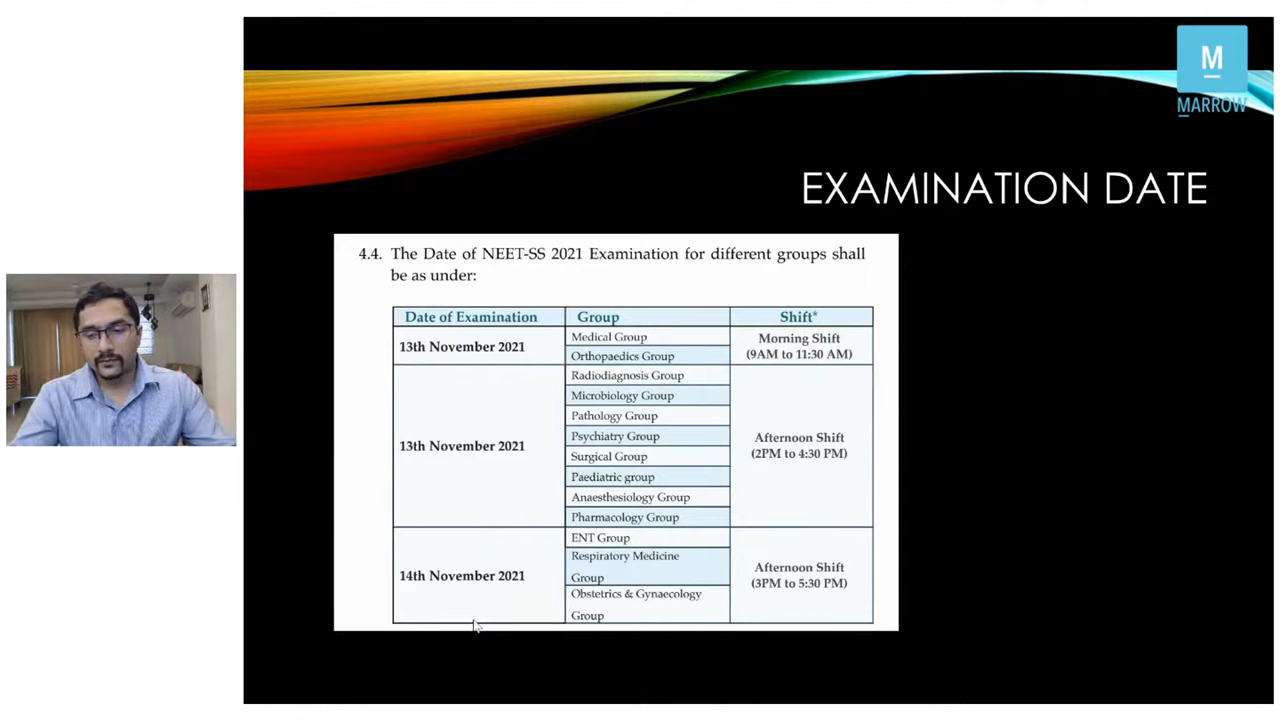 M
MARROW
EXAMINATION DATE
4.4. The Date of NEET-SS 2021 Examination for different groups shall
be as under:
Date of Examination Group Shift*
13th November 2021
Medical Group
Orthopaedics Group
Morning Shift
(9AM to 11:30 AM)
13th November 2021
Radiodiagnosis Group
Microbiology Group
Pathology Group
Psychiatry Group
Surgical Group
Paediatric group
Anaesthesiology Group
Pharmacology Group
Afternoon Shift
(2PM to 4:30 PM)
14th November 2021
ENT Group
Respiratory Medicine
Group
Obstetrics & Gynaecology
Group
Afternoon Shift
(3PM to 5:30 PM)